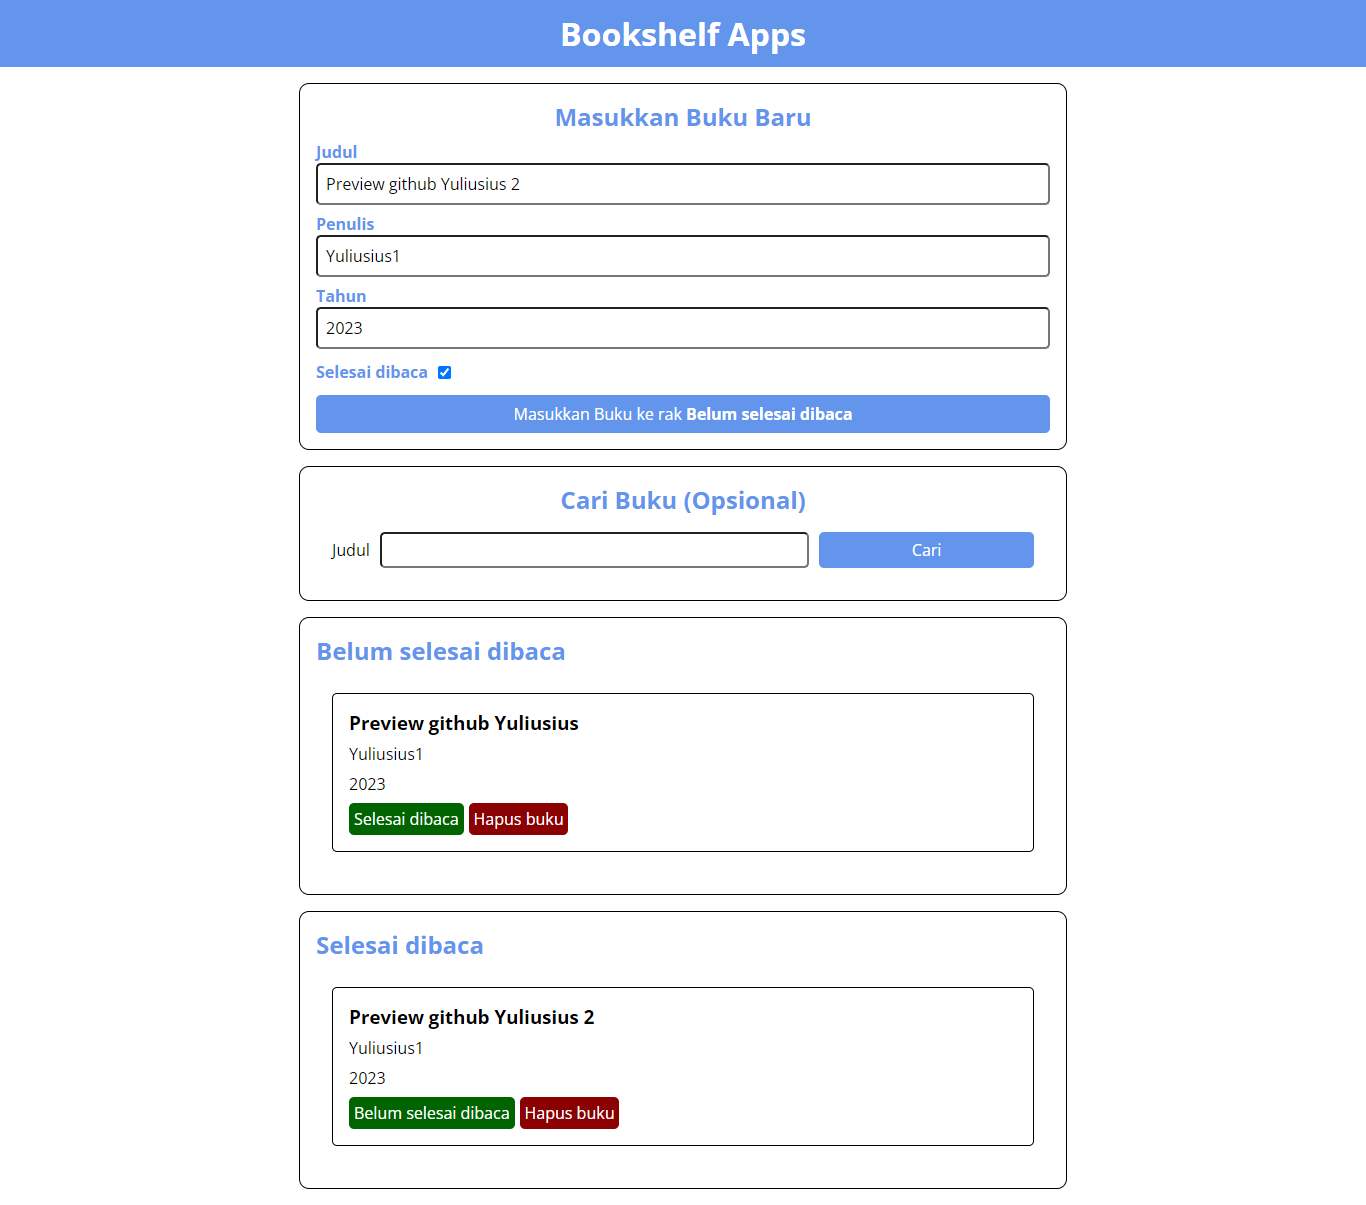 Bookshelf Apps
Masukkan Buku Baru
Judul
Preview github Yuliusius 2
Penulis
Yuliusius1
Tahun
2023
Selesai dibaca
Masukkan Buku ke rak Belum selesai dibaca
Cari Buku (Opsional)
Judul
Cari
Belum selesai dibaca
Preview github Yuliusius
Yuliusius1
2023
Selesai dibaca Hapus buku
Selesai dibaca
Preview github Yuliusius 2
Yuliusius1
2023
Belum selesai dibaca Hapus buku